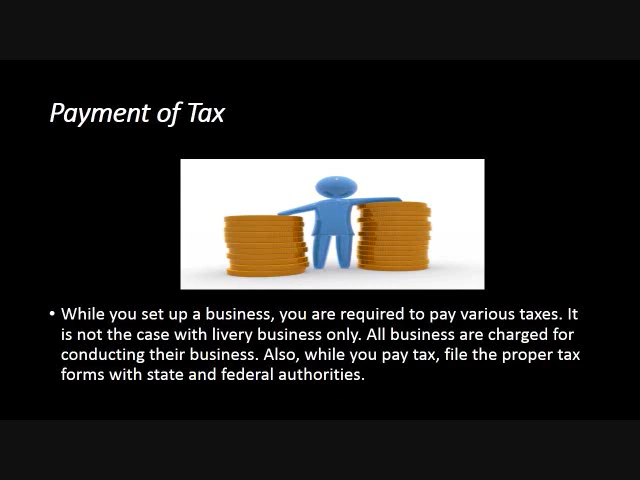 Payment of Tax
• While you set up a business, you are required to pay various taxes. It
is not the case with livery business only. All business are charged for
conducting their business. Also, while you pay tax, file the proper tax
forms with state and federal authorities.